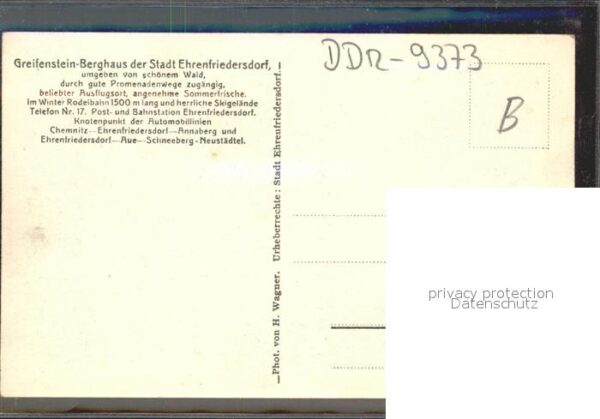 Greifenstein-Berghaus der Stadt Ehrenfriedersdorf,
umgeben von schönem Wald,
durch gute Promenadenwege zugängig,
beliebter Ausflugsort, angenehme Sommerfrische.
Im Winter Rodelbahn 1500 m lang und herrliche Skigelände
Telefon Nr. 17. Post- und Bahnstation Ehrenfriedersdorf.
Knotenpunkt der Automobillinien
Chemnitz—Ehrenfriedersdorf—Annaberg und
Ehrenfriedersdorf—Aue—Schneeberg-Neustädtel.
—Phot. von H. Wagner. Urheberrechte: Stadt Ehrenfriedersdorf.—
DDR-9373
B
privacy protection
Datenschutz